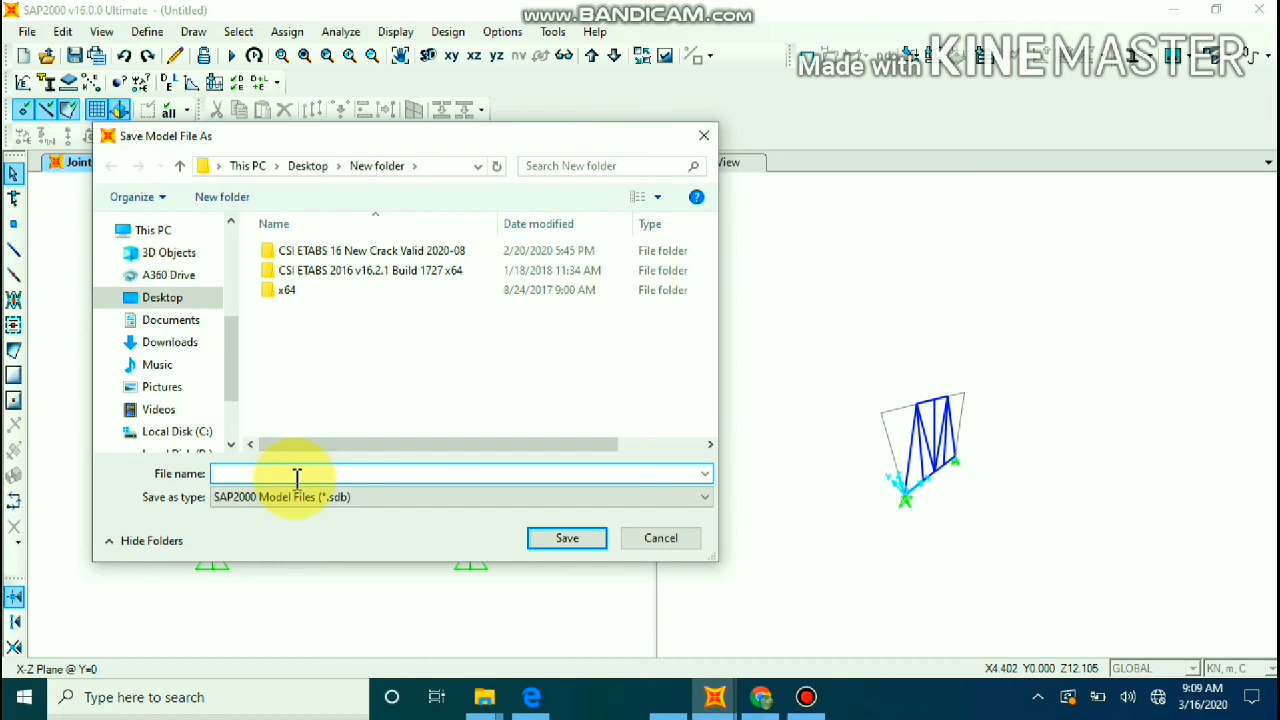 SAP2000 v16.0.0 Ultimate - (Untitled)
www.BANDICAM.com
File Edit View Define Draw Select Assign Analyze Display Design Options Tools Help
Made with KINEMASTER
xy xz yz nv
all
Joint
View
Save Model File As
This PC Desktop New folder
Search New folder
Organize New folder
Name Date modified Type
This PC
3D Objects
A360 Drive
Desktop
Documents
Downloads
Music
Pictures
Videos
Local Disk (C:)
CSI ETABS 16 New Crack Valid 2020-08 2/20/2020 5:45 PM File folder
CSI ETABS 2016 v16.2.1 Build 1727 x64 1/18/2018 11:34 AM File folder
x64 8/24/2017 9:00 AM File folder
File name:
Save as type: SAP2000 Model Files (*.sdb)
Hide Folders
Save Cancel
X-Z Plane @ Y=0
X4.402 Y0.000 Z12.105 GLOBAL KN, m, C
Type here to search
9:09 AM
3/16/2020